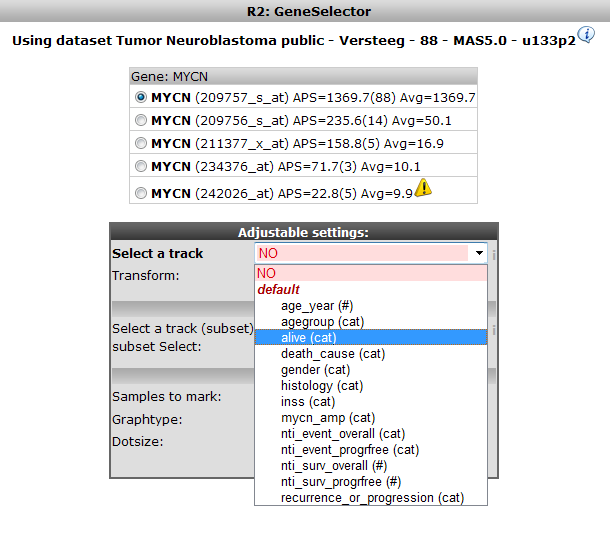 R2: GeneSelector
Using dataset Tumor Neuroblastoma public - Versteeg - 88 - MAS5.0 - u133p2
Gene: MYCN
MYCN (209757_s_at) APS=1369.7(88) Avg=1369.7
MYCN (209756_s_at) APS=235.6(14) Avg=50.1
MYCN (211377_x_at) APS=158.8(5) Avg=16.9
MYCN (234376_at) APS=71.7(3) Avg=10.1
MYCN (242026_at) APS=22.8(5) Avg=9.9
Adjustable settings:
Select a track NO
Transform: NO
default
age_year (#)
agegroup (cat)
Select a track (subset) alive (cat)
subset Select: death_cause (cat)
gender (cat)
histology (cat)
Samples to mark: inss (cat)
Graphtype: mycn_amp (cat)
nti_event_overall (cat)
Dotsize: nti_event_progrfree (cat)
nti_surv_overall (#)
nti_surv_progrfree (#)
recurrence_or_progression (cat)